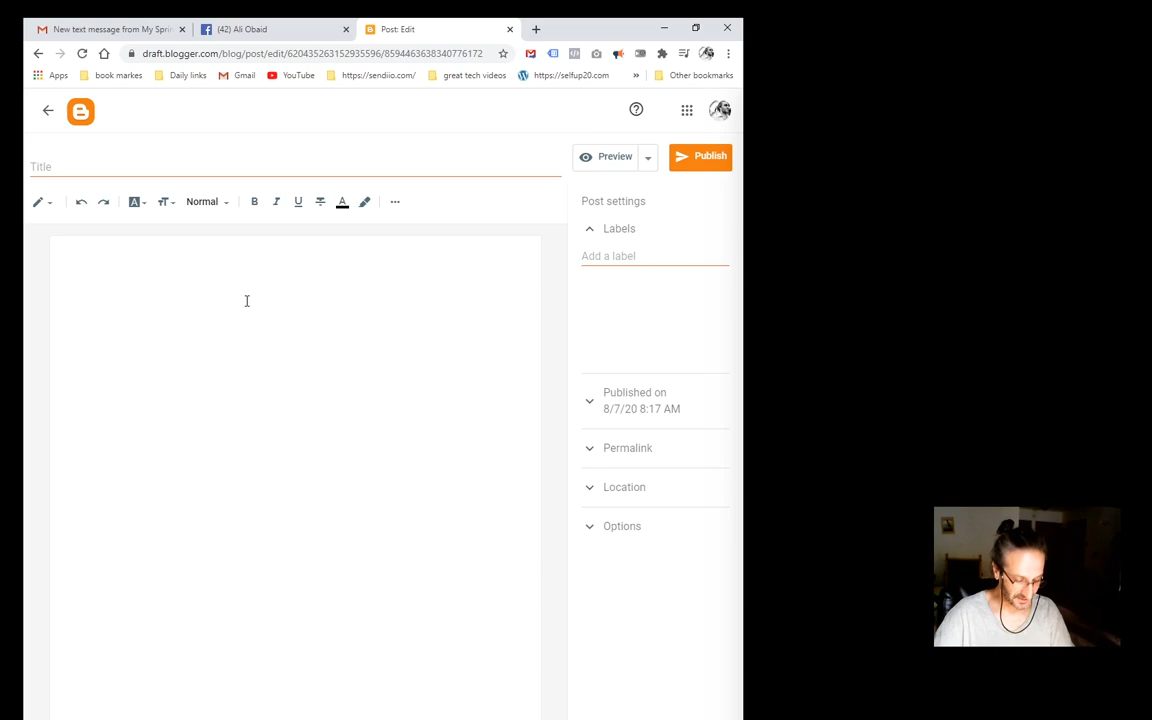 New text message from My Sprin
(42) Ali Obaid
Post: Edit
draft.blogger.com/blog/post/edit/620435263152935596/8594463638340776172
Apps
book markes
Daily links
Gmail
YouTube
https://sendiio.com/
great tech videos
https://selfup20.com
»
Other bookmarks
Title
Preview
Publish
Normal
B I U A
Post settings
Labels
Add a label
Published on
8/7/20 8:17 AM
Permalink
Location
Options